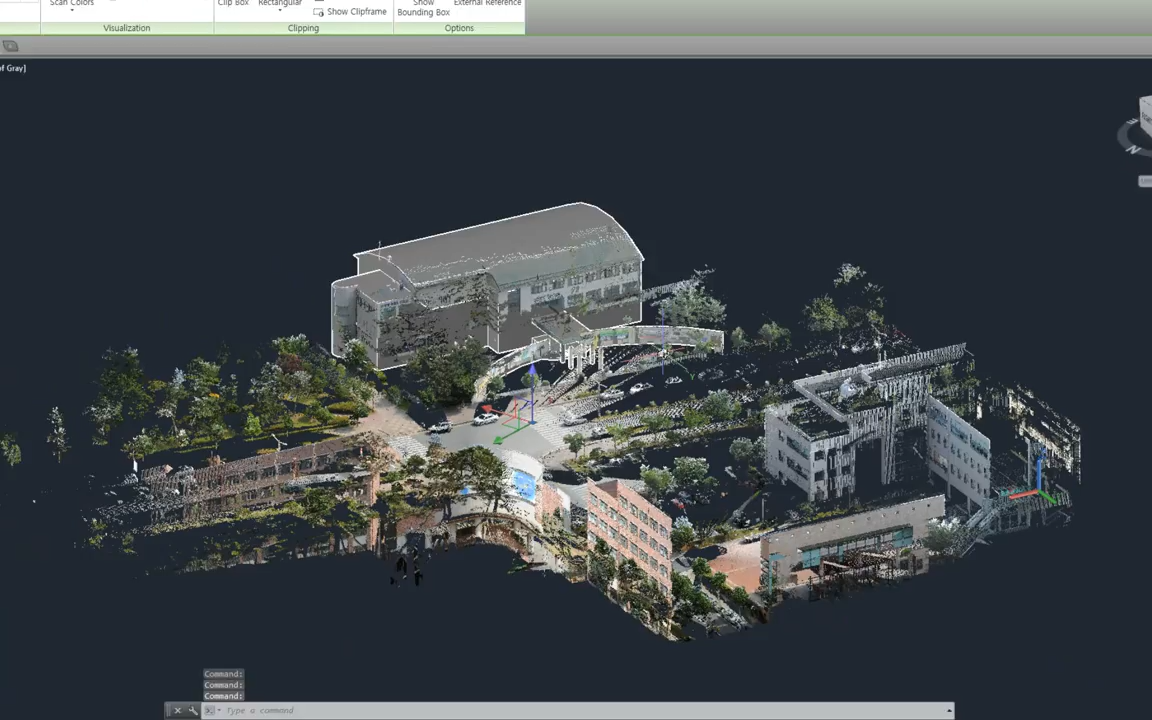 Scan Colors
Clip Box
Rectangular
Show Clipframe
Show
Bounding Box
External Reference
Visualization
Clipping
Options
of Gray]
N
Command:
Command:
Command:
Type a command